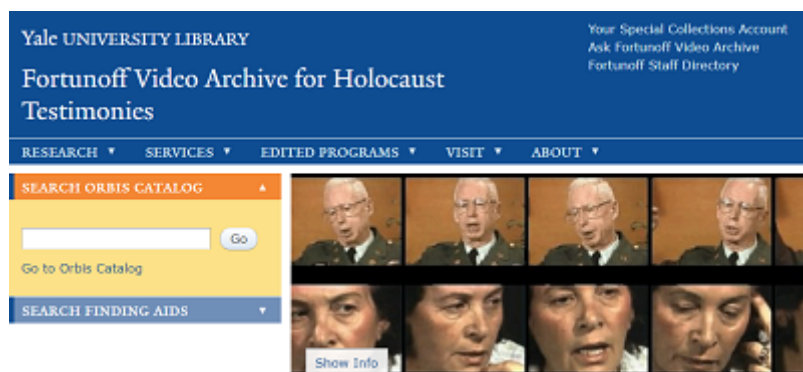 Yale UNIVERSITY LIBRARY
Your Special Collections Account
Ask Fortunoff Video Archive
Fortunoff Staff Directory
Fortunoff Video Archive for Holocaust
Testimonies
RESEARCH ▼ SERVICES ▼ EDITED PROGRAMS ▼ VISIT ▼ ABOUT ▼
SEARCH ORBIS CATALOG
Go
Go to Orbis Catalog
SEARCH FINDING AIDS
Show Info